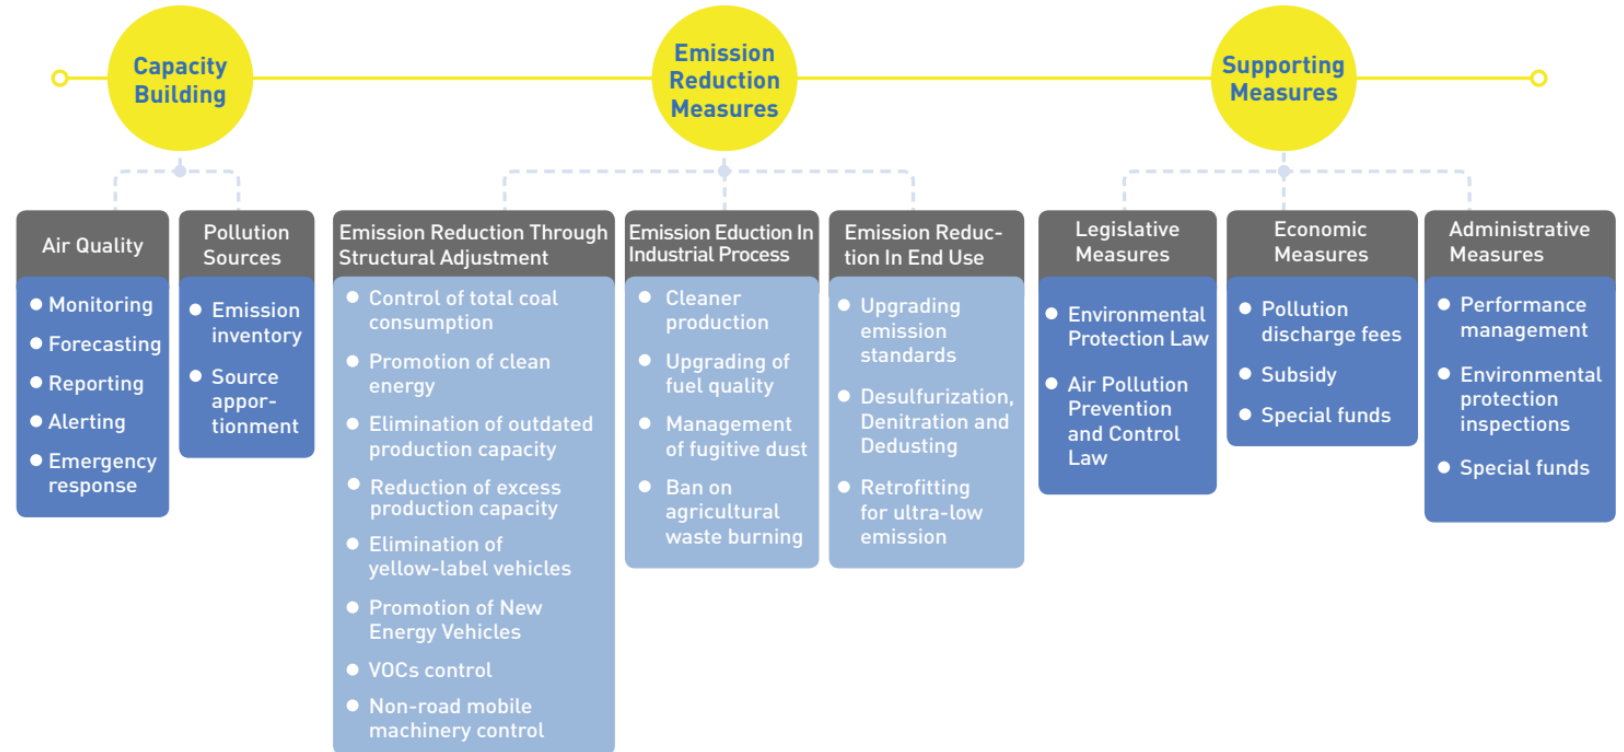 Capacity
Building
Emission
Reduction
Measures
Supporting
Measures
Air Quality
Monitoring
Forecasting
Reporting
Alerting
Emergency
response
Pollution
Sources
Emission
inventory
Source
appor-
tionment
Emission Reduction Through
Structural Adjustment
Control of total coal
consumption
Promotion of clean
energy
Elimination of outdated
production capacity
Reduction of excess
production capacity
Elimination of
yellow-label vehicles
Promotion of New
Energy Vehicles
VOCs control
Non-road mobile
machinery control
Emission Eduction In
Industrial Process
Cleaner
production
Upgrading of
fuel quality
Management
of fugitive dust
Ban on
agricultural
waste burning
Emission Reduc-
tion In End Use
Upgrading
emission
standards
Desulfurization,
Denitration and
Dedusting
Retrofitting
for ultra-low
emission
Legislative
Measures
Environmental
Protection Law
Air Pollution
Prevention
and Control
Law
Economic
Measures
Pollution
discharge fees
Subsidy
Special funds
Administrative
Measures
Performance
management
Environmental
protection
inspections
Special funds